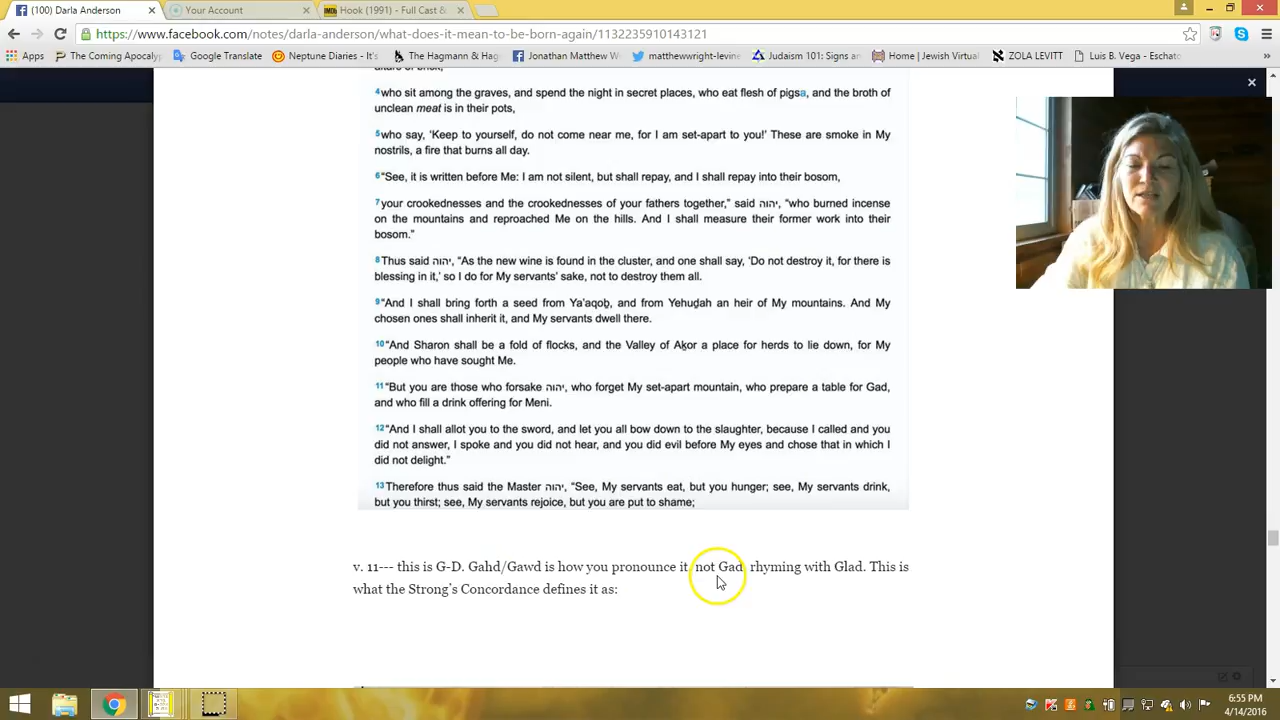 (100) Darla Anderson
Your Account
Hook (1991) - Full Cast &
https://www.facebook.com/notes/darla-anderson/what-does-it-mean-to-be-born-again/1132235910143121
Apps
The Coming Apocalyp
Google Translate
Neptune Diaries - It's
The Hagmann & Hag
Jonathan Matthew W
matthewwright-levine
Judaism 101: Signs an
Home | Jewish Virtual
ZOLA LEVITT
Luis B. Vega - Eschato
4who sit among the graves, and spend the night in secret places, who eat flesh of pigsa, and the broth of
unclean meat is in their pots,
5who say, 'Keep to yourself, do not come near me, for I am set-apart to you!' These are smoke in My
nostrils, a fire that burns all day.
6"See, it is written before Me: I am not silent, but shall repay, and I shall repay into their bosom,
7your crookednesses and the crookednesses of your fathers together," said יהוה, "who burned incense
on the mountains and reproached Me on the hills. And I shall measure their former work into their
bosom."
8Thus said יהוה, "As the new wine is found in the cluster, and one shall say, 'Do not destroy it, for there is
blessing in it,' so I do for My servants' sake, not to destroy them all.
9"And I shall bring forth a seed from Ya'aqoḇ, and from Yehuḏah an heir of My mountains. And My
chosen ones shall inherit it, and My servants dwell there.
10"And Sharon shall be a fold of flocks, and the Valley of Aḵor a place for herds to lie down, for My
people who have sought Me.
11"But you are those who forsake יהוה, who forget My set-apart mountain, who prepare a table for Gad,
and who fill a drink offering for Meni.
12"And I shall allot you to the sword, and let you all bow down to the slaughter, because I called and you
did not answer, I spoke and you did not hear, and you did evil before My eyes and chose that in which I
did not delight."
13Therefore thus said the Master יהוה, "See, My servants eat, but you hunger; see, My servants drink,
but you thirst; see, My servants rejoice, but you are put to shame;
v. 11--- this is G-D. Gahd/Gawd is how you pronounce it, not Gad, rhyming with Glad. This is
what the Strong's Concordance defines it as:
6:55 PM
4/14/2016